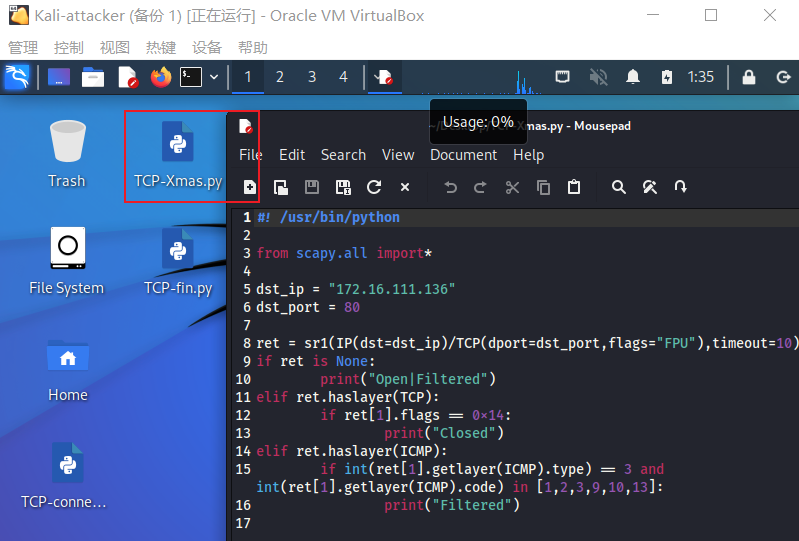 Kali-attacker (备份 1) [正在运行] - Oracle VM VirtualBox
管理 控制 视图 热键 设备 帮助
1 2 3 4 1:35
Usage: 0%
Xmas.py - Mousepad
Trash
TCP-Xmas.py
File System
TCP-fin.py
Home
TCP-conne…
File Edit Search View Document Help
1 #! /usr/bin/python
2
3 from scapy.all import*
4
5 dst_ip = "172.16.111.136"
6 dst_port = 80
7
8 ret = sr1(IP(dst=dst_ip)/TCP(dport=dst_port,flags="FPU"),timeout=10)
9 if ret is None:
10 print("Open|Filtered")
11 elif ret.haslayer(TCP):
12 if ret[1].flags == 0×14:
13 print("Closed")
14 elif ret.haslayer(ICMP):
15 if int(ret[1].getlayer(ICMP).type) == 3 and
int(ret[1].getlayer(ICMP).code) in [1,2,3,9,10,13]:
16 print("Filtered")
17